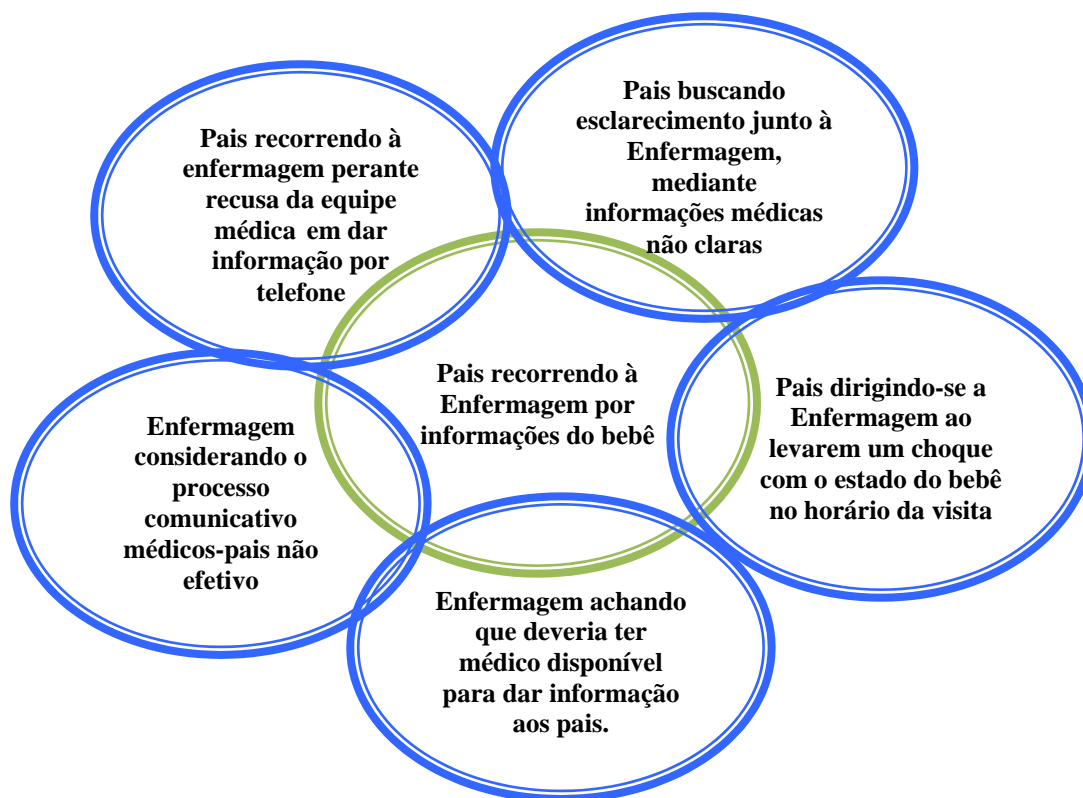 Pais recorrendo à
enfermagem perante
recusa da equipe
médica em dar
informação por
telefone
Pais buscando
esclarecimento junto à
Enfermagem,
mediante
informações médicas
não claras
Pais recorrendo à
Enfermagem por
informações do bebê
Pais dirigindo-se a
Enfermagem ao
levarem um choque
com o estado do bebê
no horário da visita
Enfermagem
considerando o
processo
comunicativo
médicos-pais não
efetivo
Enfermagem achando
que deveria ter
médico disponível
para dar informação
aos pais.